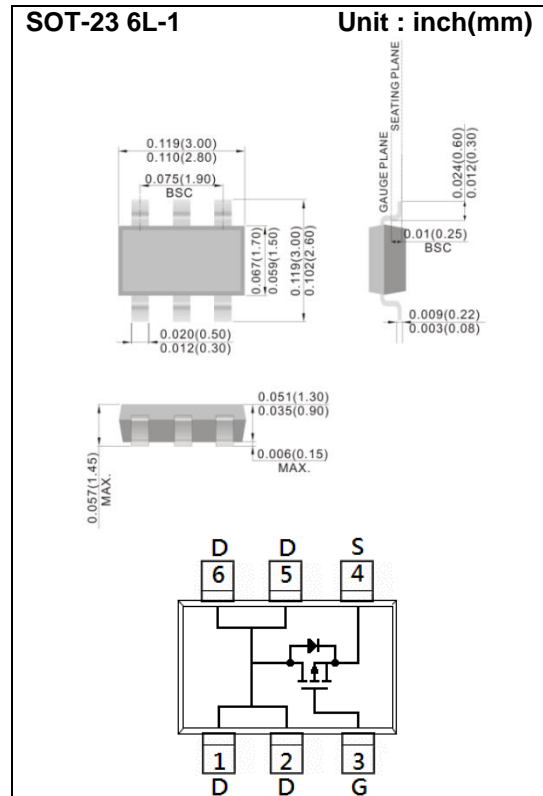 SOT-23 6L-1 Unit : inch(mm)
0.119(3.00)
0.110(2.80)
0.075(1.90)
BSC
0.067(1.70)
0.059(1.50)
0.119(3.00)
0.102(2.60)
0.020(0.50)
0.012(0.30)
GAUGE PLANE
SEATING PLANE
0.024(0.60)
0.012(0.30)
0.01(0.25)
BSC
0.009(0.22)
0.003(0.08)
0.051(1.30)
0.035(0.90)
0.006(0.15)
MAX.
0.057(1.45)
MAX.
D D S
6 5 4
1 2 3
D D G